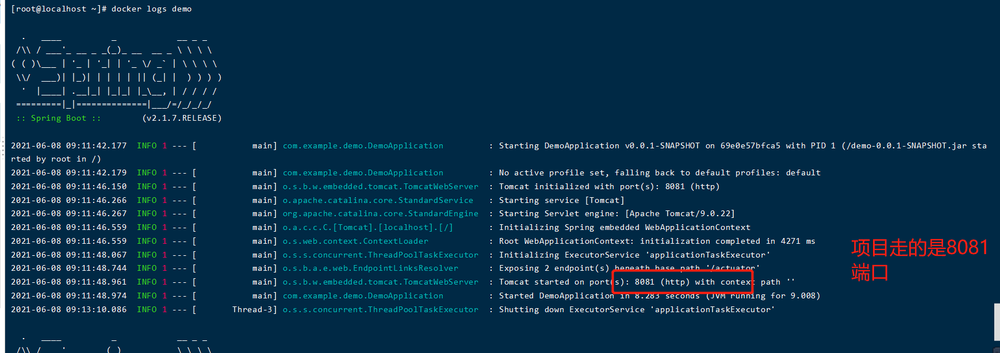 [root@localhost ~]# docker logs demo
  .   ____          _            __ _ _
 /\\ / ___'_ __ _ _(_)_ __  __ _ \ \ \ \
( ( )\___ | '_ | '_| | '_ \/ _` | \ \ \ \
 \\/  ___)| |_)| | | | | || (_| |  ) ) ) )
  '  |____| .__|_| |_|_| |_\__, | / / / /
 =========|_|==============|___/=/_/_/_/
 :: Spring Boot ::        (v2.1.7.RELEASE)
2021-06-08 09:11:42.177  INFO 1 --- [           main] com.example.demo.DemoApplication         : Starting DemoApplication v0.0.1-SNAPSHOT on 69e0e57bfca5 with PID 1 (/demo-0.0.1-SNAPSHOT.jar sta
rted by root in /)
2021-06-08 09:11:42.179  INFO 1 --- [           main] com.example.demo.DemoApplication         : No active profile set, falling back to default profiles: default
2021-06-08 09:11:46.150  INFO 1 --- [           main] o.s.b.w.embedded.tomcat.TomcatWebServer  : Tomcat initialized with port(s): 8081 (http)
2021-06-08 09:11:46.266  INFO 1 --- [           main] o.apache.catalina.core.StandardService   : Starting service [Tomcat]
2021-06-08 09:11:46.267  INFO 1 --- [           main] org.apache.catalina.core.StandardEngine  : Starting Servlet engine: [Apache Tomcat/9.0.22]
2021-06-08 09:11:46.559  INFO 1 --- [           main] o.a.c.c.C.[Tomcat].[localhost].[/]       : Initializing Spring embedded WebApplicationContext
2021-06-08 09:11:46.559  INFO 1 --- [           main] o.s.web.context.ContextLoader            : Root WebApplicationContext: initialization completed in 4271 ms
2021-06-08 09:11:48.067  INFO 1 --- [           main] o.s.s.concurrent.ThreadPoolTaskExecutor  : Initializing ExecutorService 'applicationTaskExecutor'
2021-06-08 09:11:48.744  INFO 1 --- [           main] o.s.b.a.e.web.EndpointLinksResolver      : Exposing 2 endpoint(s) beneath base path '/actuator'
2021-06-08 09:11:48.961  INFO 1 --- [           main] o.s.b.w.embedded.tomcat.TomcatWebServer  : Tomcat started on port(s): 8081 (http) with context path ''
2021-06-08 09:11:48.974  INFO 1 --- [           main] com.example.demo.DemoApplication         : Started DemoApplication in 8.283 seconds (JVM running for 9.008)
2021-06-08 09:13:10.086  INFO 1 --- [       Thread-3] o.s.s.concurrent.ThreadPoolTaskExecutor  : Shutting down ExecutorService 'applicationTaskExecutor'
项目走的是8081
端口